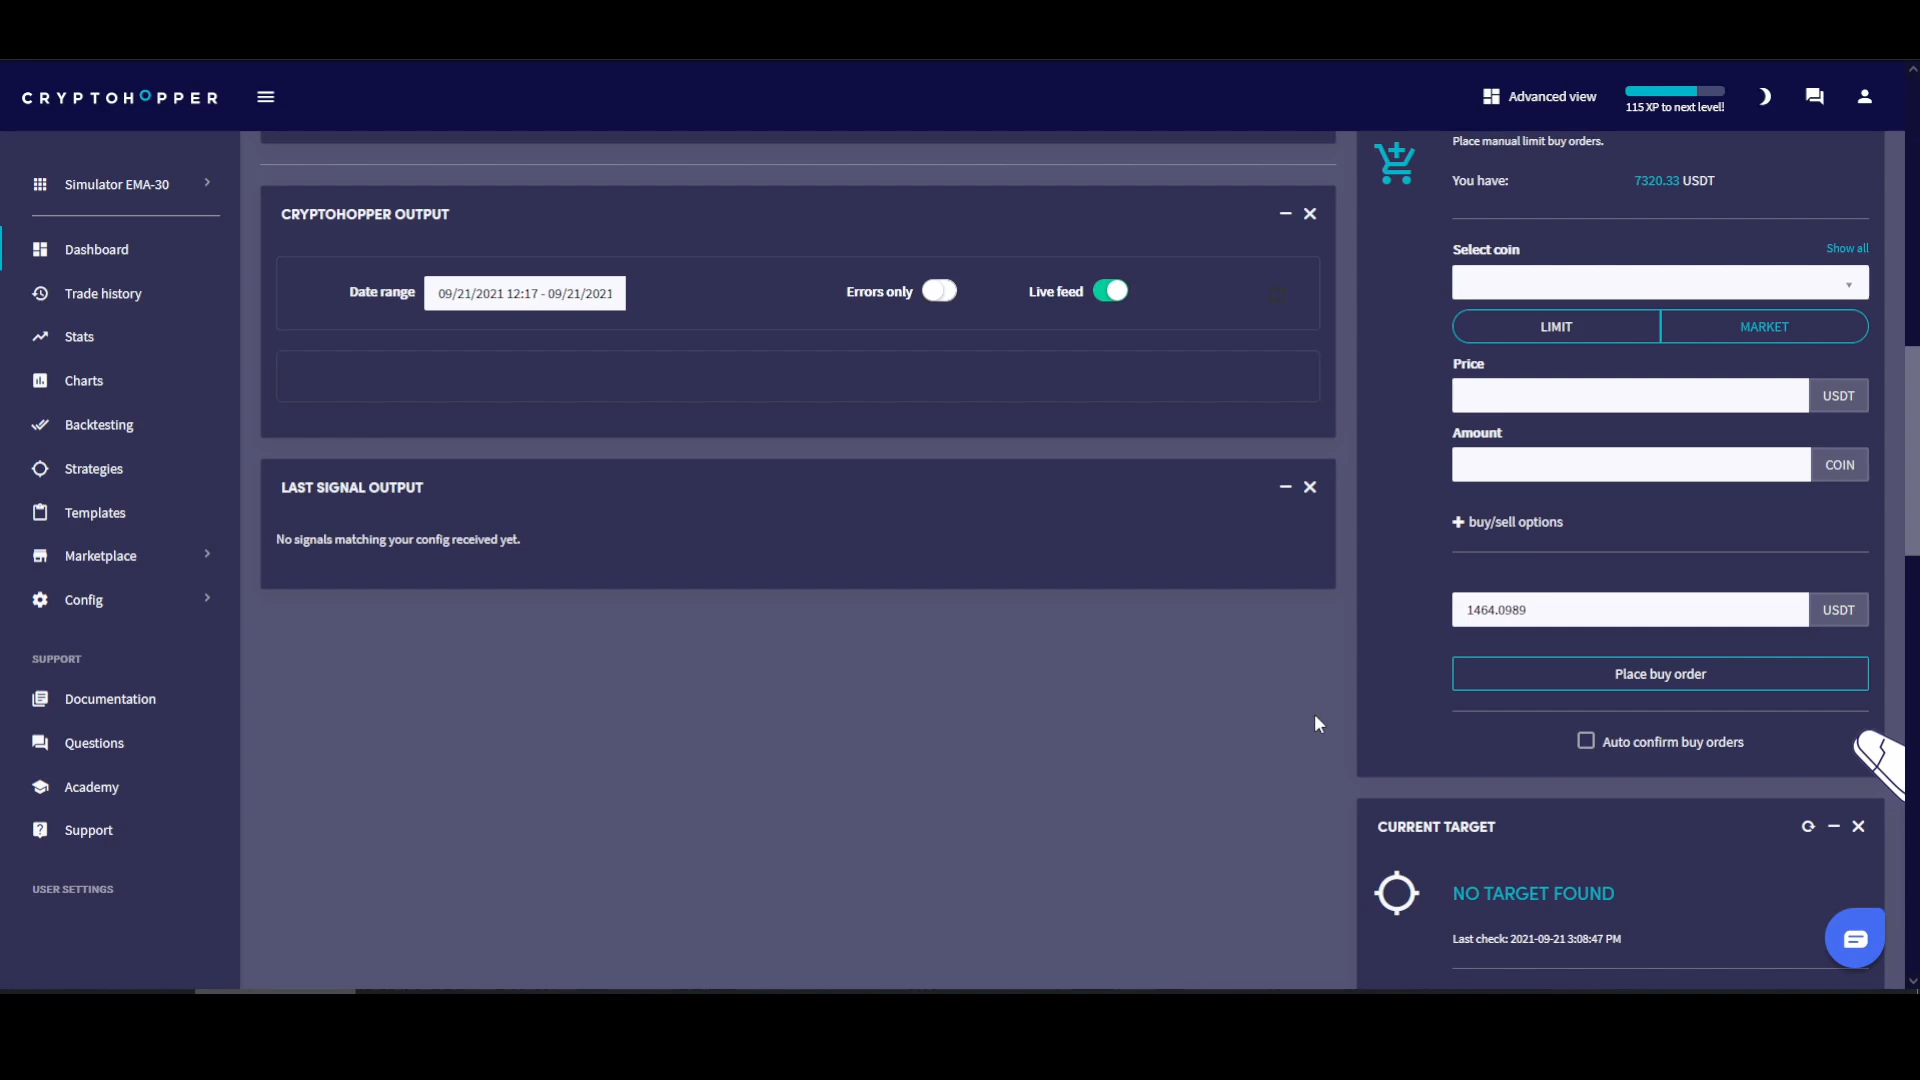 CRYPTOHOPPER
Advanced view
115 XP to next level!
Simulator EMA-30
Dashboard
Trade history
Stats
Charts
Backtesting
Strategies
Templates
Marketplace
Config
SUPPORT
Documentation
Questions
Academy
Support
USER SETTINGS
CRYPTOHOPPER OUTPUT
Date range 09/21/2021 12:17 - 09/21/2021 Errors only Live feed
LAST SIGNAL OUTPUT
No signals matching your config received yet.
Place manual limit buy orders.
You have: 7320.33 USDT
Select coin Show all
LIMIT MARKET
Price
USDT
Amount
COIN
buy/sell options
1464.0989 USDT
Place buy order
Auto confirm buy orders
CURRENT TARGET
NO TARGET FOUND
Last check: 2021-09-21 3:08:47 PM